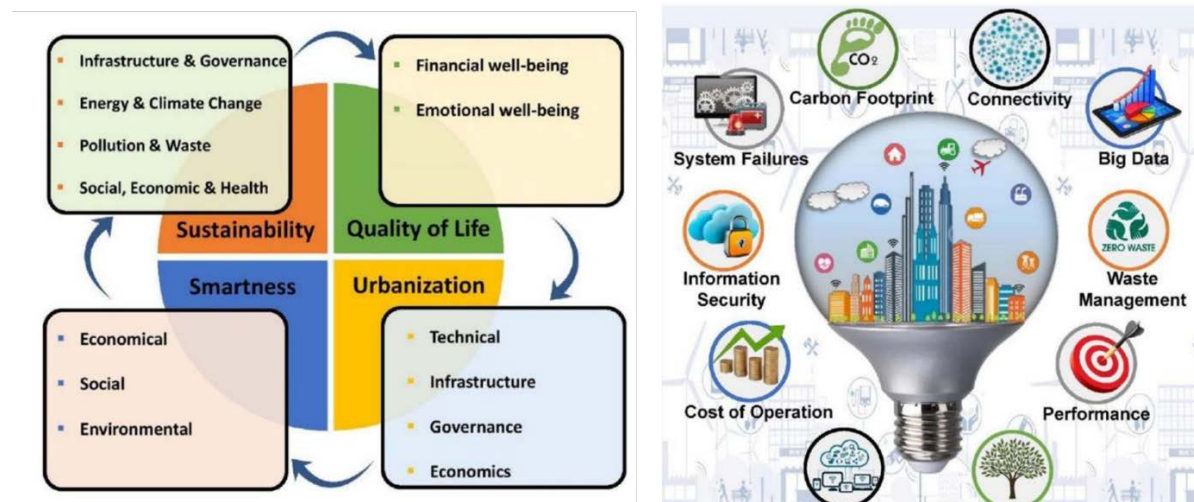 Infrastructure & Governance
Energy & Climate Change
Pollution & Waste
Social, Economic & Health
Financial well-being
Emotional well-being
Sustainability
Quality of Life
Smartness
Urbanization
Economical
Social
Environmental
Technical
Infrastructure
Governance
Economics
CO2
Carbon Footprint
Connectivity
System Failures
Big Data
Information
Security
ZERO WASTE
Waste
Management
Cost of Operation
Performance